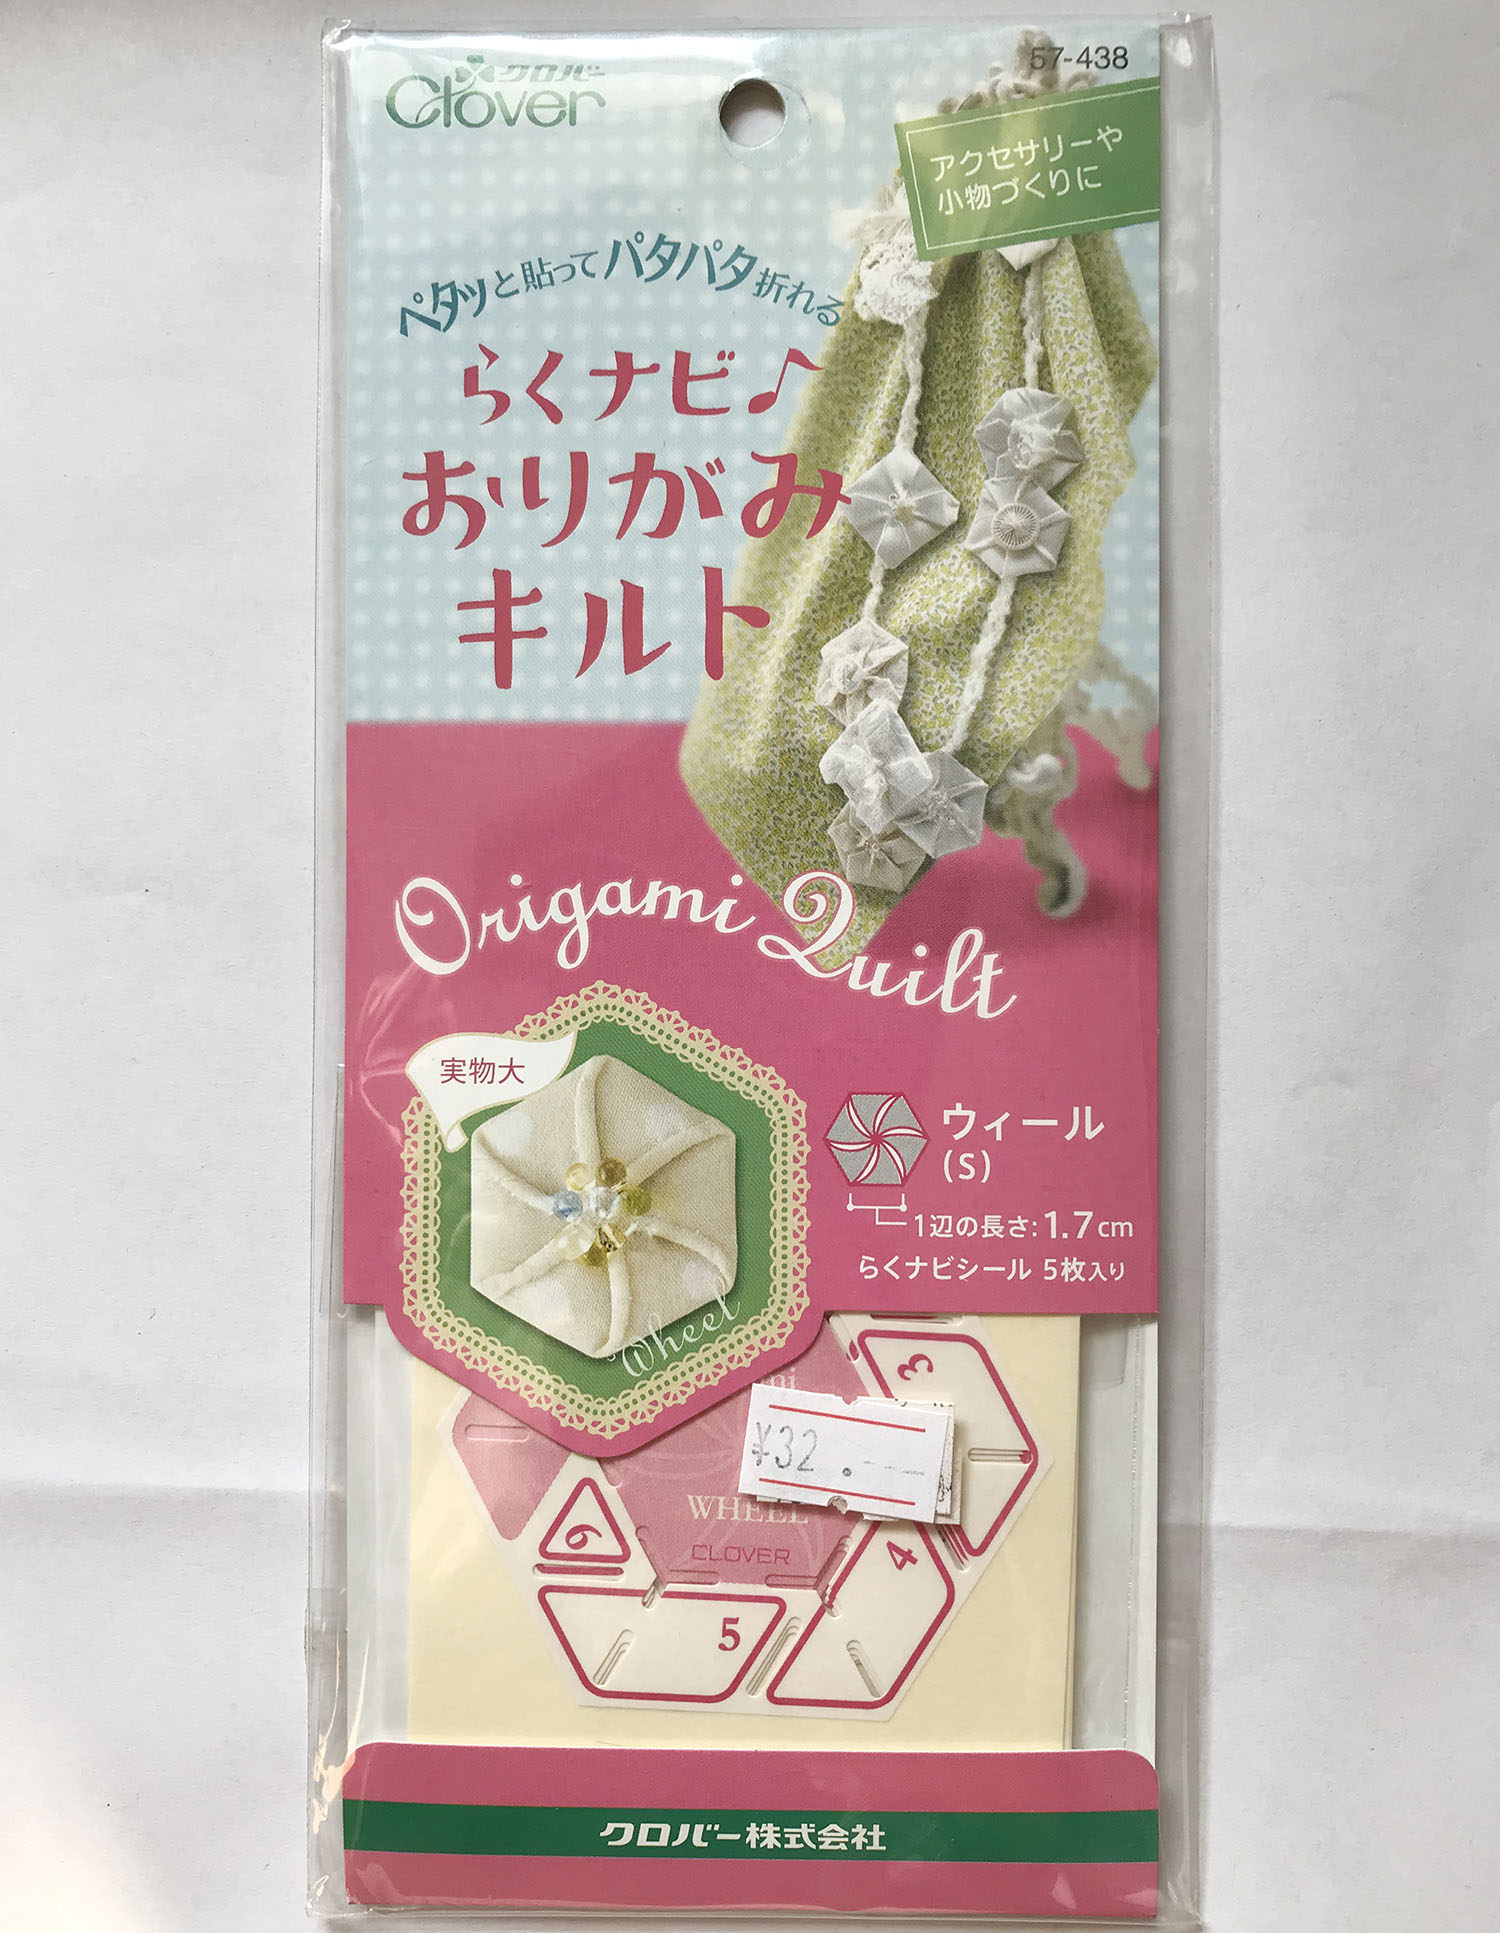 クロバー
Clover
57-438
アクセサリーや
小物づくりに
ペタッと貼ってパタパタ折れる
らくナビ♪
おりがみ
キルト
Origami Quilt
実物大
ウィール
(S)
1辺の長さ:1.7cm
らくナビシール 5枚入り
Wheel
3
¥32.
WHEEL
CLOVER
6
4
5
クロバー株式会社